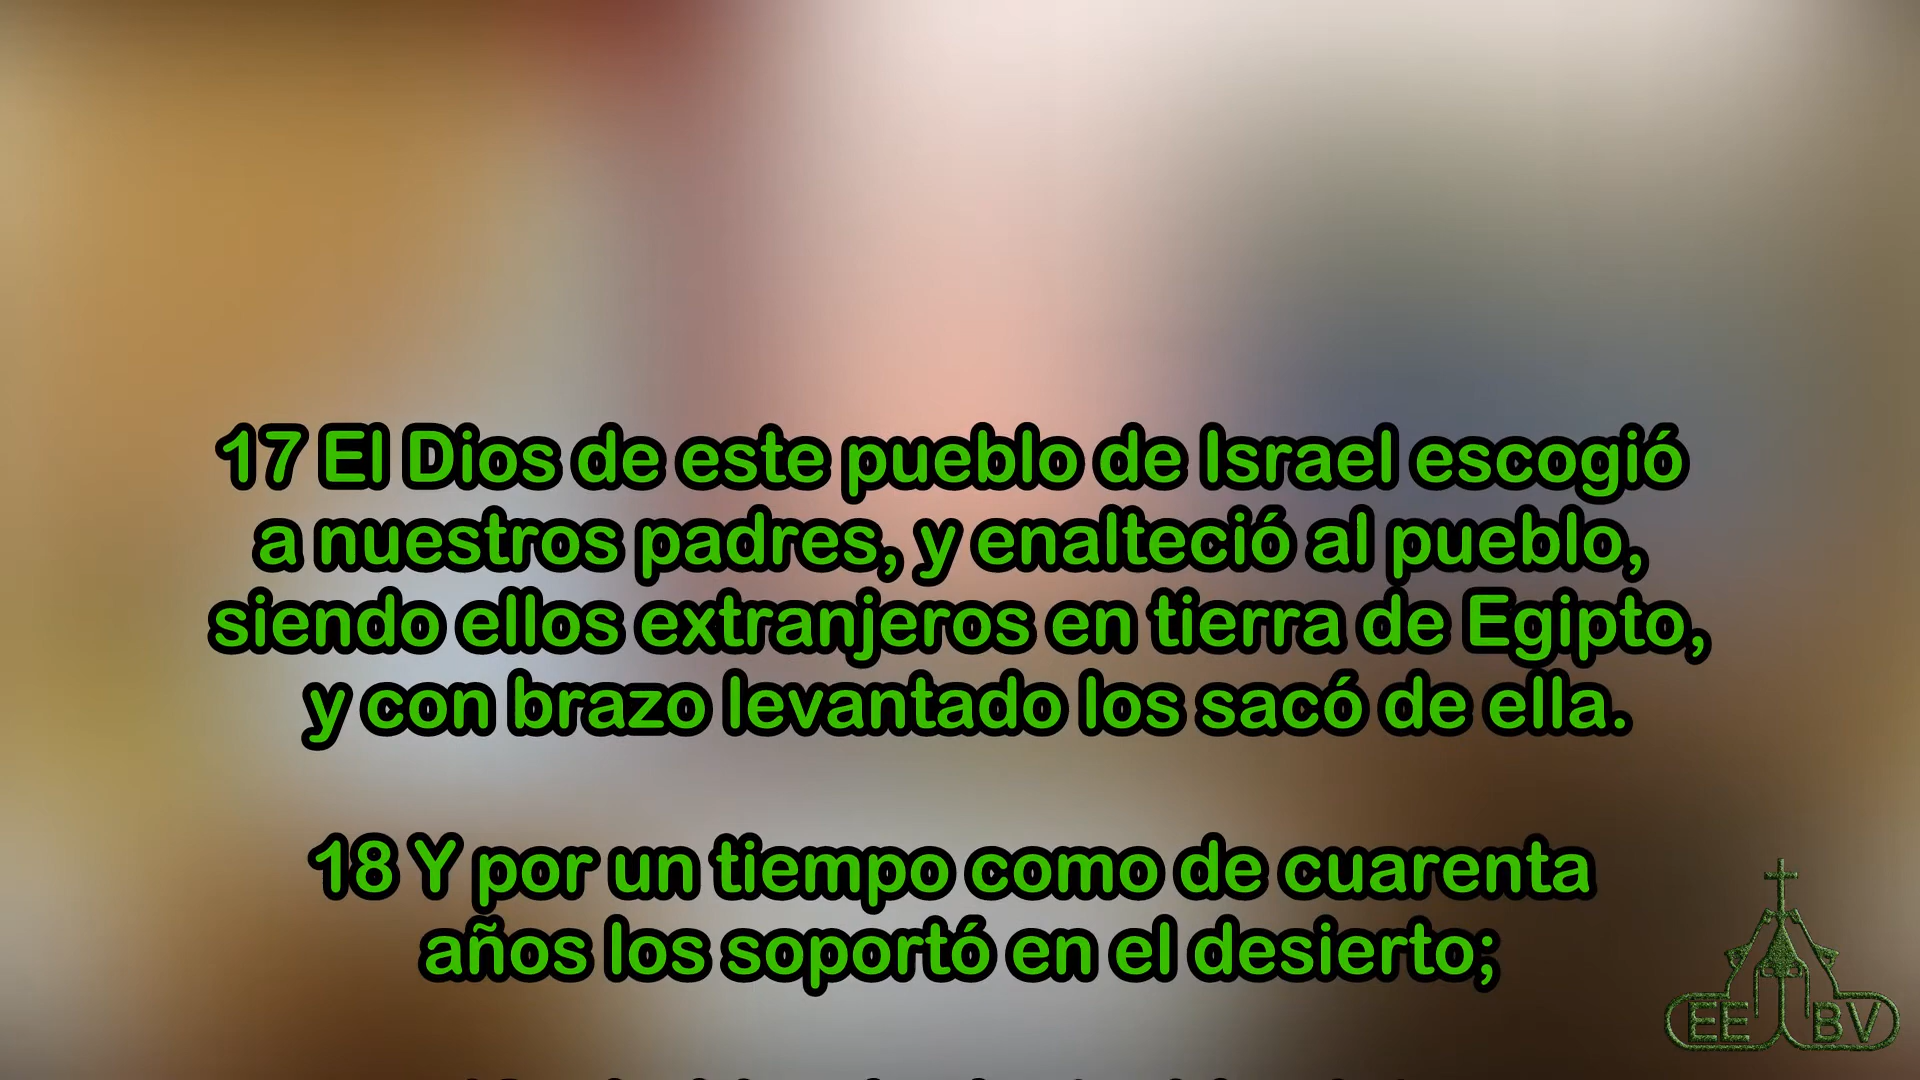 17 El Dios de este pueblo de Israel escogió
a nuestros padres, y enalteció al pueblo,
siendo ellos extranjeros en tierra de Egipto,
y con brazo levantado los sacó de ella.
18 Y por un tiempo como de cuarenta
años los soportó en el desierto;
EE BV